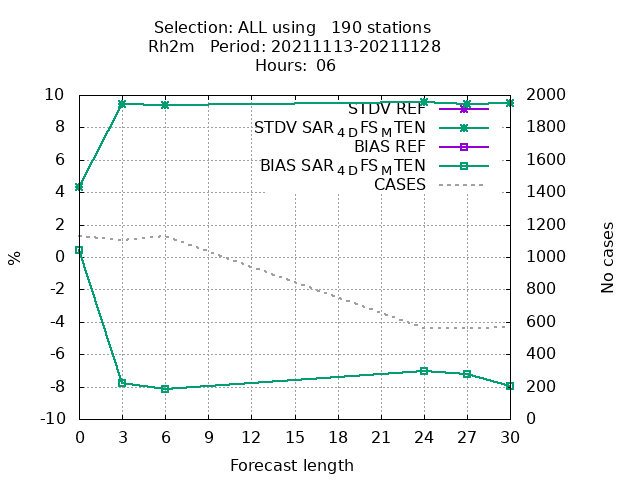 Selection: ALL using   190 stations
Rh2m   Period: 20211113-20211128
Hours: 06
10
8
6
4
2
0
-2
-4
-6
-8
-10
%
0 3 6 9 12 15 18 21 24 27 30
Forecast length
2000
1800
1600
1400
1200
1000
800
600
400
200
0
No cases
STDV REF
STDV SAR4DFSMTEN
BIAS REF
BIAS SAR4DFSMTEN
CASES